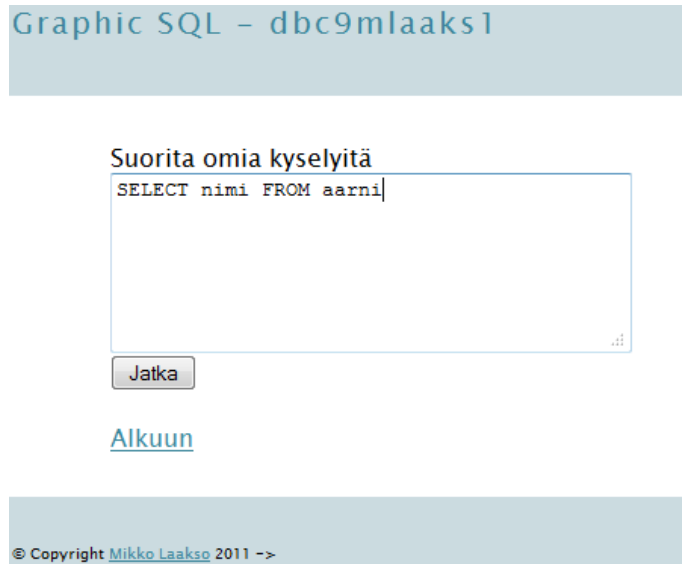 Graphic SQL – dbc9mlaaks1
Suorita omia kyselyitä
SELECT nimi FROM aarni
Jatka
Alkuun
© Copyright Mikko Laakso 2011 ->